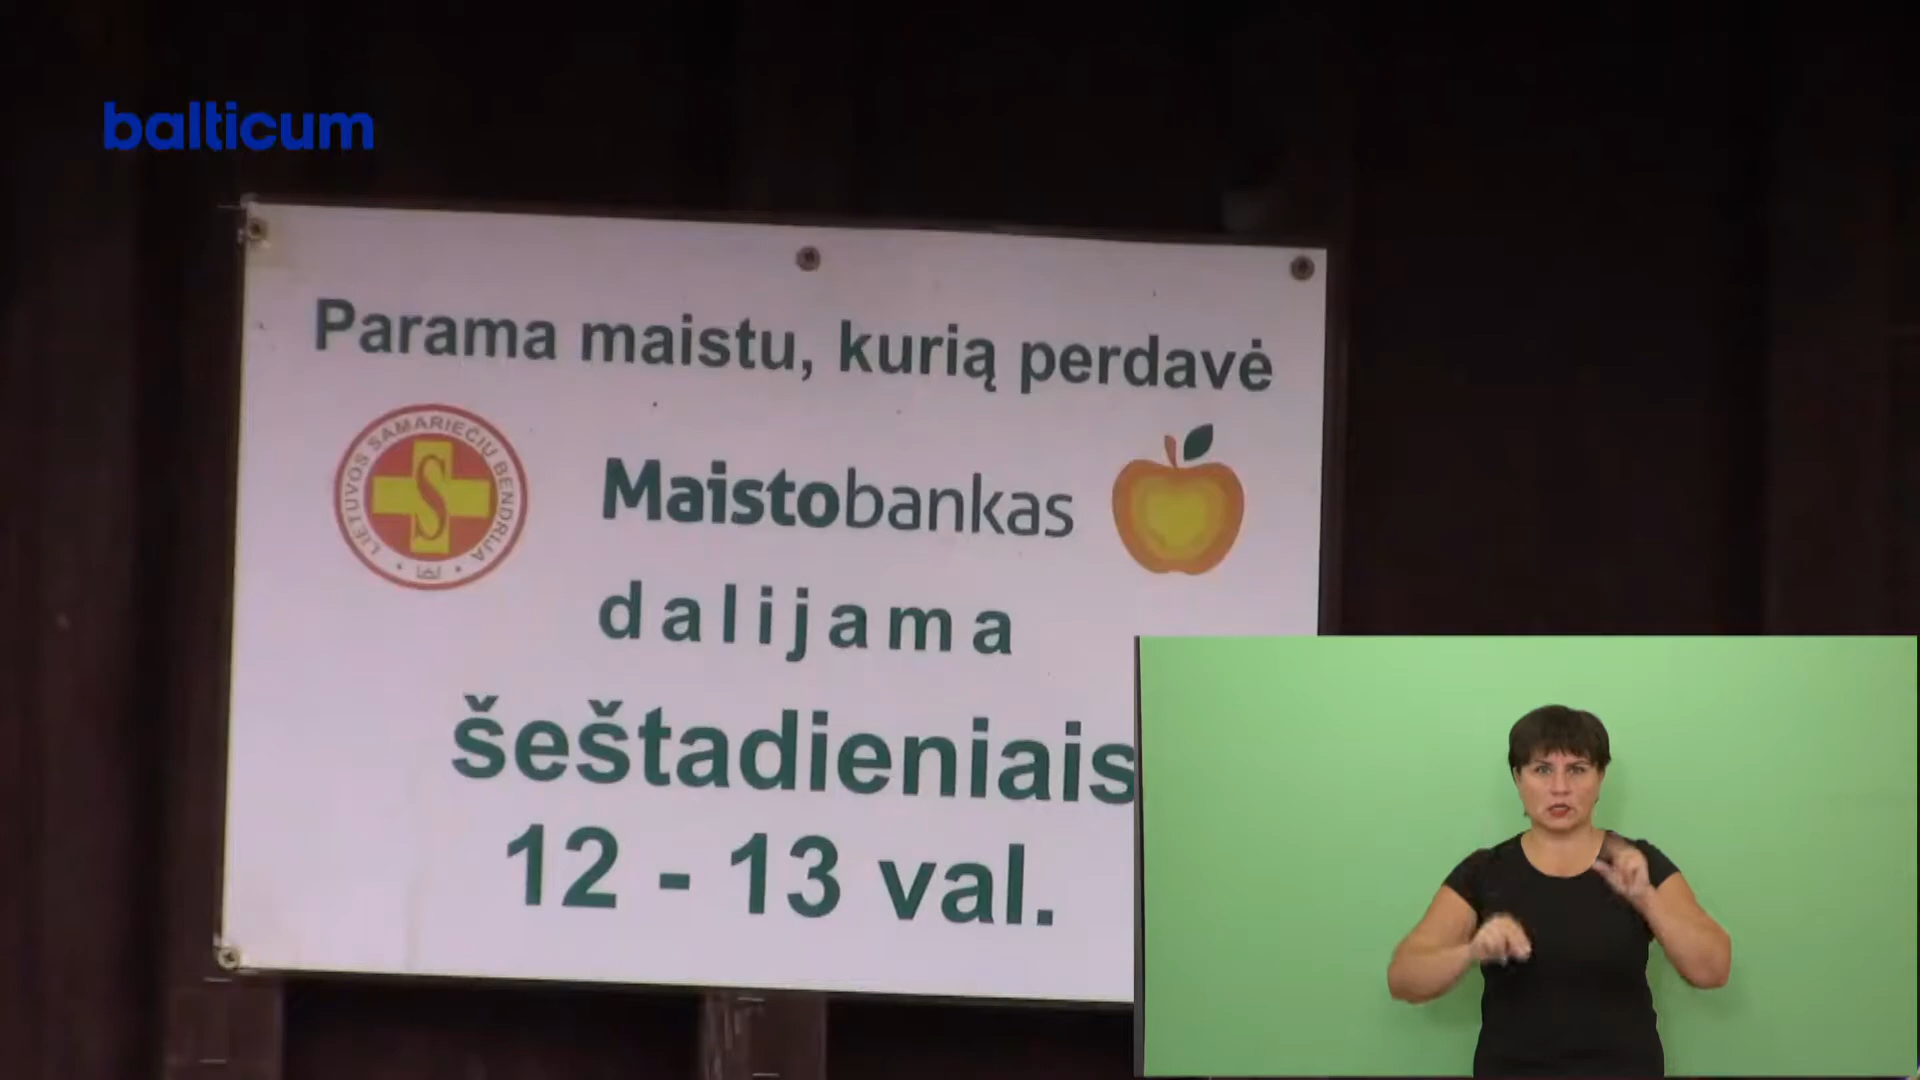 balticum
Parama maistu, kurią perdavė
LIETUVOS SAMARIEČIŲ BENDRIJA
S
Maistobankas
dalijama
šeštadieniais
12 - 13 val.